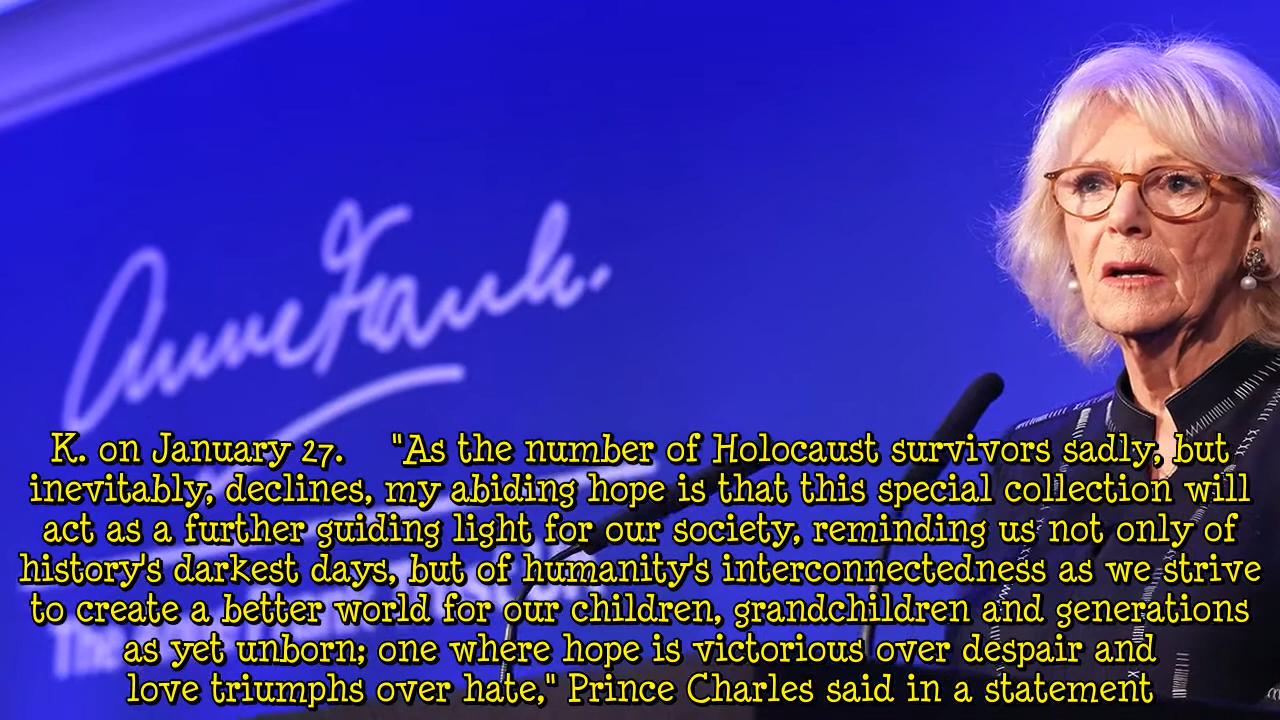 Anne Frank.
K. on January 27. "As the number of Holocaust survivors sadly, but
inevitably, declines, my abiding hope is that this special collection will
act as a further guiding light for our society, reminding us not only of
history's darkest days, but of humanity's interconnectedness as we strive
to create a better world for our children, grandchildren and generations
as yet unborn; one where hope is victorious over despair and
The
love triumphs over hate," Prince Charles said in a statement